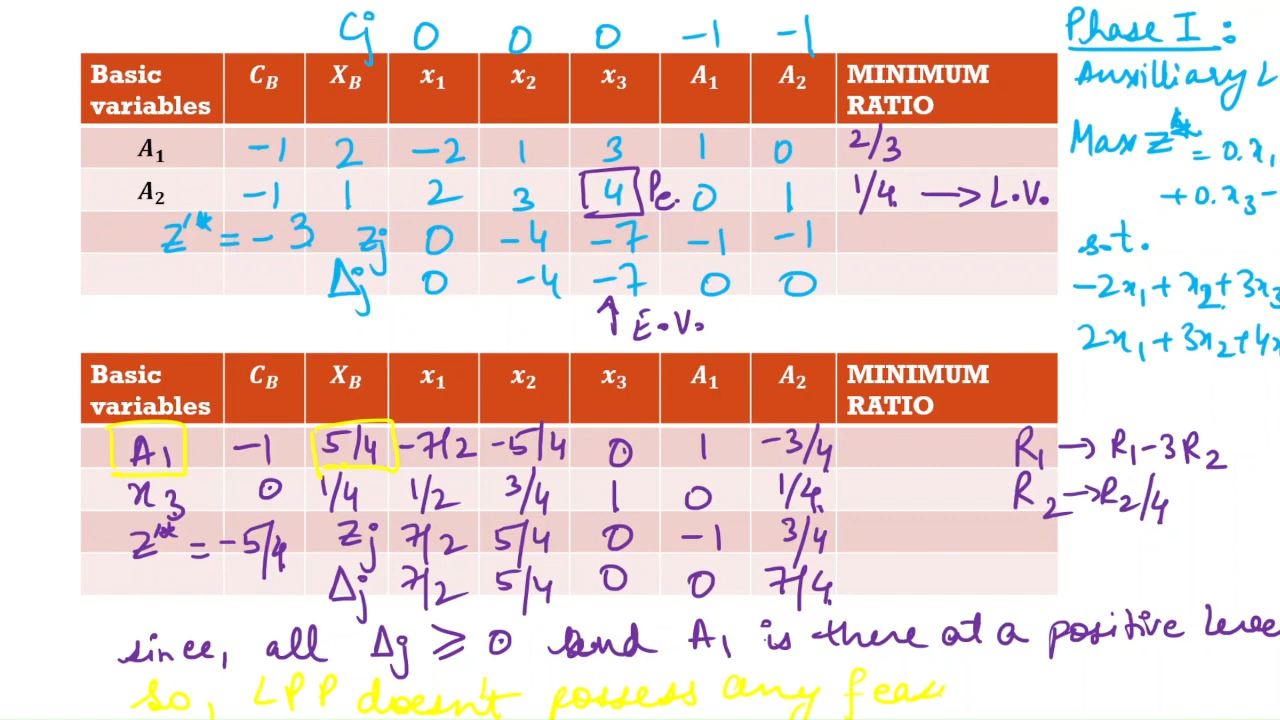 Cj 0 0 0 -1 -1
Basic variables C_B X_B x₁ x₂ x₃ A₁ A₂ MINIMUM RATIO
A₁ -1 2 -2 1 3 1 0 2/3
A₂ -1 1 2 3 4 Pe. 0 1 1/4 → L.V.
Z'* = -3 Zj 0 -4 -7 -1 -1
Δj 0 -4 -7 0 0
↑ E.V.
Phase I :
Auxilliary L
Max Z* = 0.x₁
+ 0.x₃ -
s.t.
-2x₁ + x₂ + 3x₃
2x₁ + 3x₂ + 4x
Basic variables C_B X_B x₁ x₂ x₃ A₁ A₂ MINIMUM RATIO
A₁ -1 5/4 -7/2 -5/4 0 1 -3/4 R₁ → R₁ - 3R₂
x₃ 0 1/4 1/2 3/4 1 0 1/4 R₂ → R₂/4
Z'* = -5/4 Zj 7/2 5/4 0 -1 3/4
Δj 7/2 5/4 0 0 7/4
since, all Δj ≥ 0 and A₁ is there at a positive level
so, LPP doesn't possess any feas